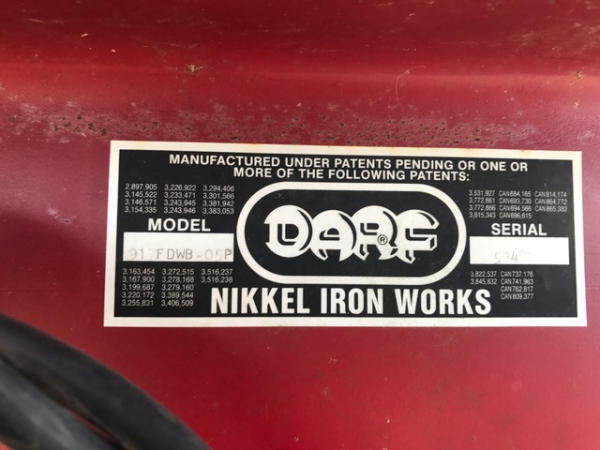 MANUFACTURED UNDER PATENTS PENDING OR ONE OR
MORE OF THE FOLLOWING PATENTS:
2,897,905 3,226,922 3,294,406
3,145,522 3,233,471 3,301,566
3,146,571 3,243,945 3,381,942
3,154,335 3,243,946 3,383,053
3,531,927 CAN684,165 CAN814,174
3,772,861 CAN693,730 CAN864,772
3,772,866 CAN694,566 CAN865,382
3,815,343 CAN696,615
MODEL
DARF®
SERIAL
FDWB-05P
3,163,454 3,272,515 3,516,237
3,167,900 3,278,168 3,516,238
3,199,687 3,279,160
3,220,172 3,389,544
3,255,831 3,406,509
3,822,537 CAN737,176
3,845,832 CAN741,963
CAN762,817
CAN809,377
NIKKEL IRON WORKS